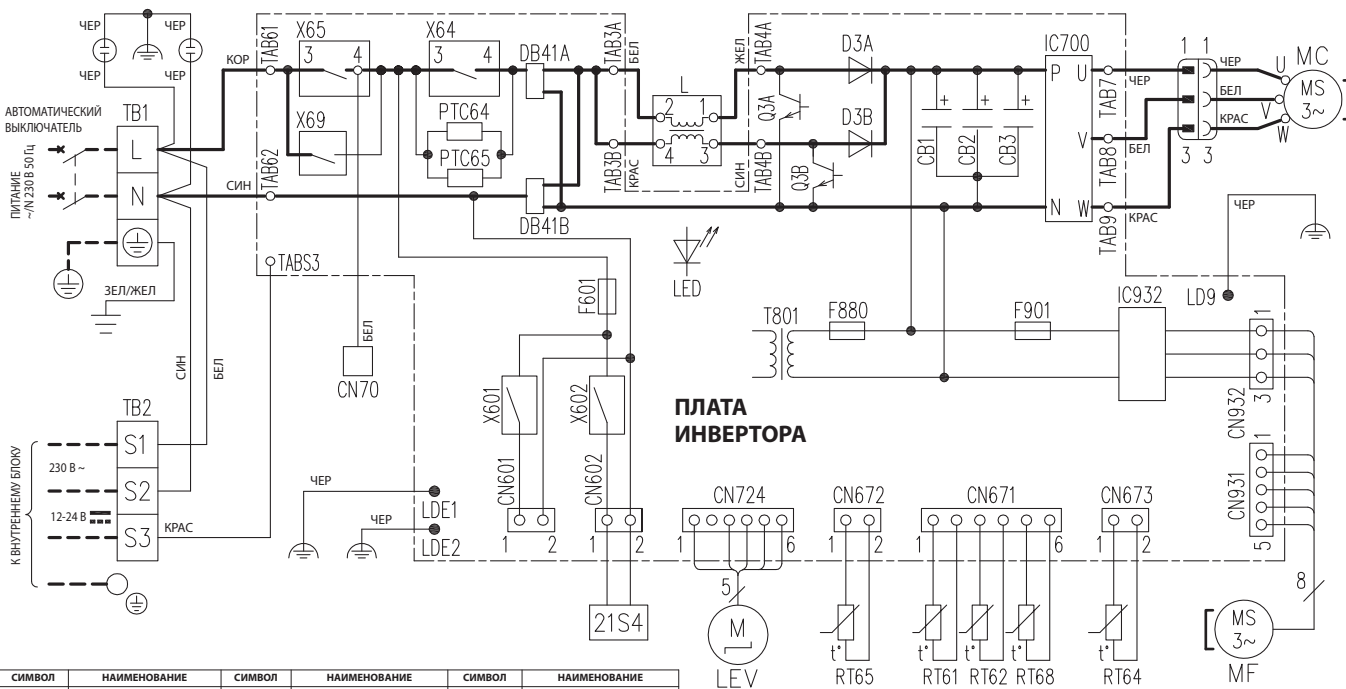 ЧЕР
ЧЕР
ЧЕР
ЧЕР
АВТОМАТИЧЕСКИЙ
ВЫКЛЮЧАТЕЛЬ
ПИТАНИЕ
~/N 230 В 50 Гц
TB1
L
N
ЗЕЛ/ЖЕЛ
КОР
СИН
TAB61
TAB62
X65
3 4
X69
X64
3 4
PTC64
PTC65
DB41A
DB41B
TAB3A
БЕЛ
TAB3B
КРАС
L
2 1
4 3
ЖЕЛ
TAB4A
СИН
TAB4B
Q3A
Q3B
D3A
D3B
+
CB1
+
CB2
+
CB3
IC700
P U
V
N W
TAB7
TAB8
TAB9
ЧЕР
БЕЛ
КРАС
1 1
3 3
ЧЕР
БЕЛ
КРАС
U
V
W
MC
MS
3~
ЧЕР
LD9
TABS3
СИН
БЕЛ
БЕЛ
CN70
F601
LED
T801
F880
F901
IC932
1
3
CN932
1
5
CN931
8
MS
3~
MF
ПЛАТА
ИНВЕРТОРА
TB2
S1
S2
S3
К ВНУТРЕННЕМУ БЛОКУ
230 В ~
12-24 В
КРАС
ЧЕР
LDE1
ЧЕР
LDE2
X601
X602
CN601
1 2
CN602
1 2
21S4
CN724
1 6
5
M
LEV
CN672
1 2
t°
RT65
CN671
1 6
t°
RT61
t°
RT62
t°
RT68
CN673
1 2
t°
RT64
СИМВОЛ НАИМЕНОВАНИЕ СИМВОЛ НАИМЕНОВАНИЕ СИМВОЛ НАИМЕНОВАНИЕ